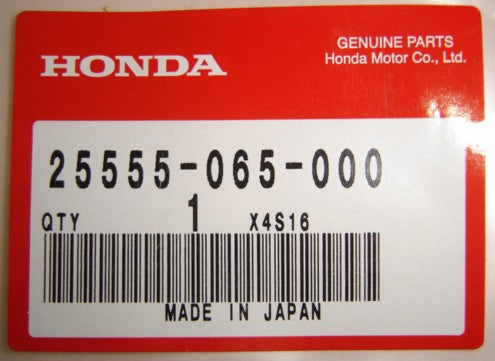 HONDA
GENUINE PARTS
Honda Motor Co., Ltd.
25555-065-000
QTY 1 X4S16
MADE IN JAPAN